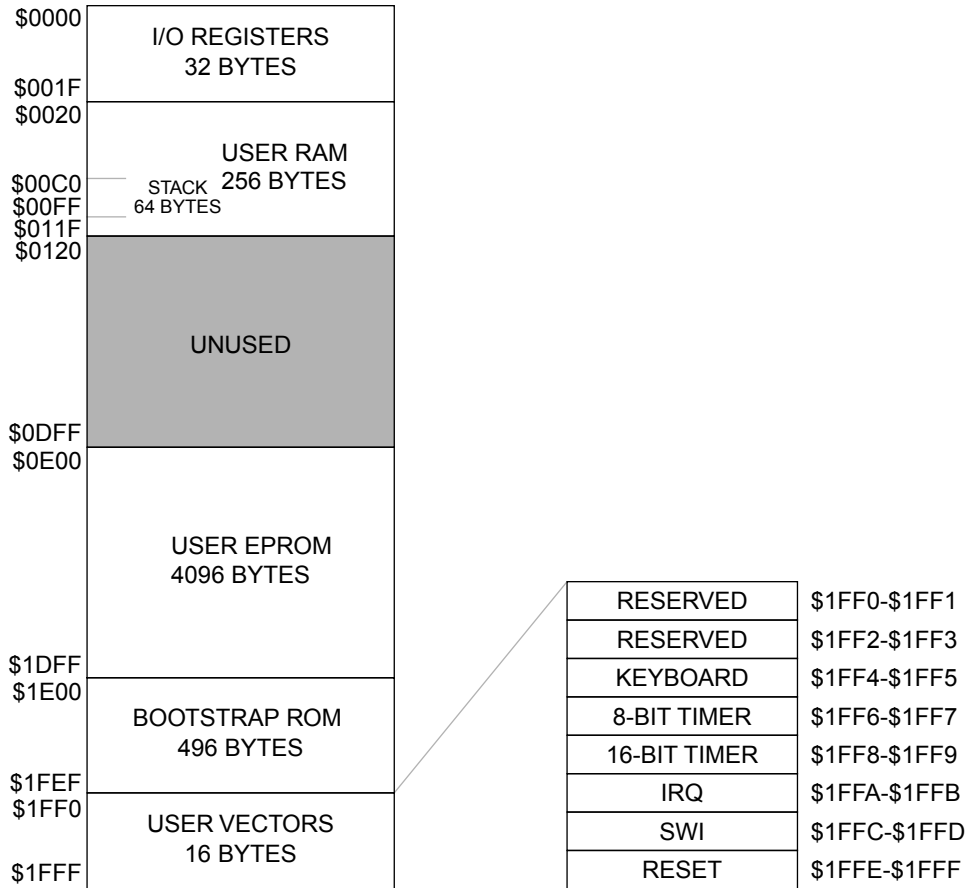 $0000
I/O REGISTERS
32 BYTES
$001F
$0020
USER RAM
256 BYTES
$00C0
STACK
64 BYTES
$00FF
$011F
$0120
UNUSED
$0DFF
$0E00
USER EPROM
4096 BYTES
$1DFF
$1E00
BOOTSTRAP ROM
496 BYTES
$1FEF
$1FF0
USER VECTORS
16 BYTES
$1FFF
RESERVED $1FF0-$1FF1
RESERVED $1FF2-$1FF3
KEYBOARD $1FF4-$1FF5
8-BIT TIMER $1FF6-$1FF7
16-BIT TIMER $1FF8-$1FF9
IRQ $1FFA-$1FFB
SWI $1FFC-$1FFD
RESET $1FFE-$1FFF